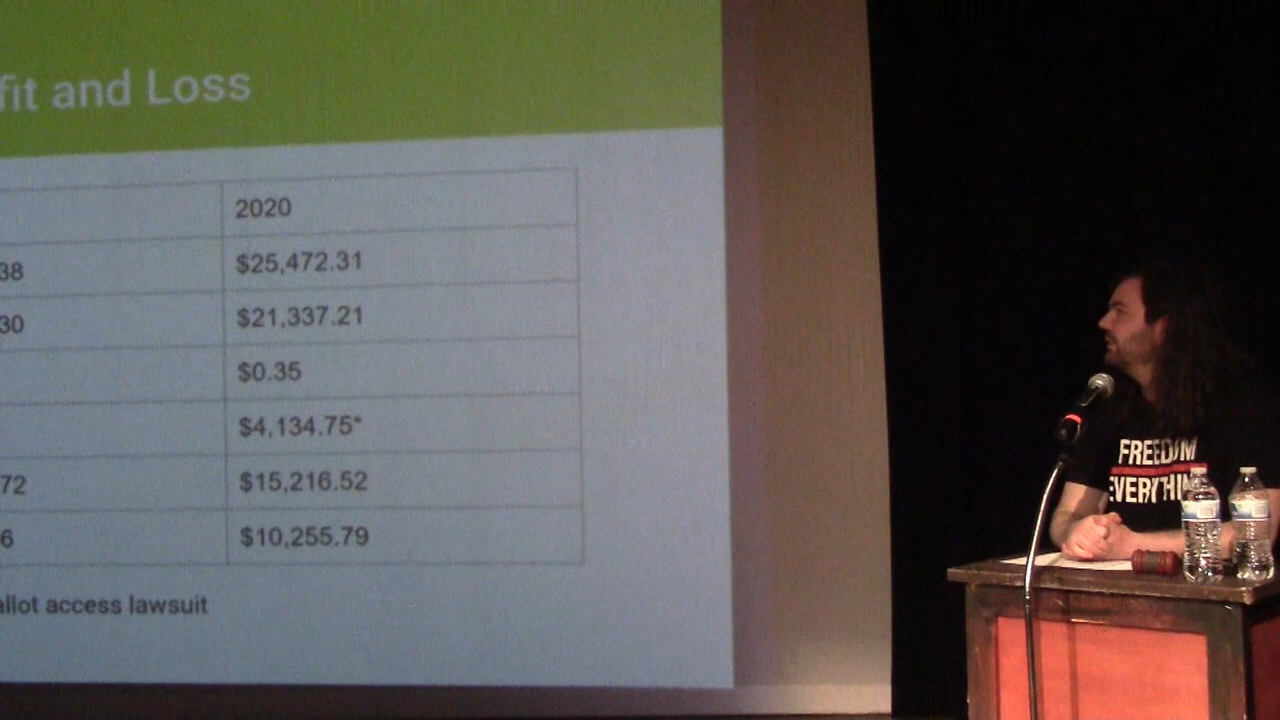 fit and Loss
2020
38 $25,472.31
30 $21,337.21
$0.35
$4,134.75*
72 $15,216.52
6 $10,255.79
allot access lawsuit
FREEDOM
EVERYTHIN